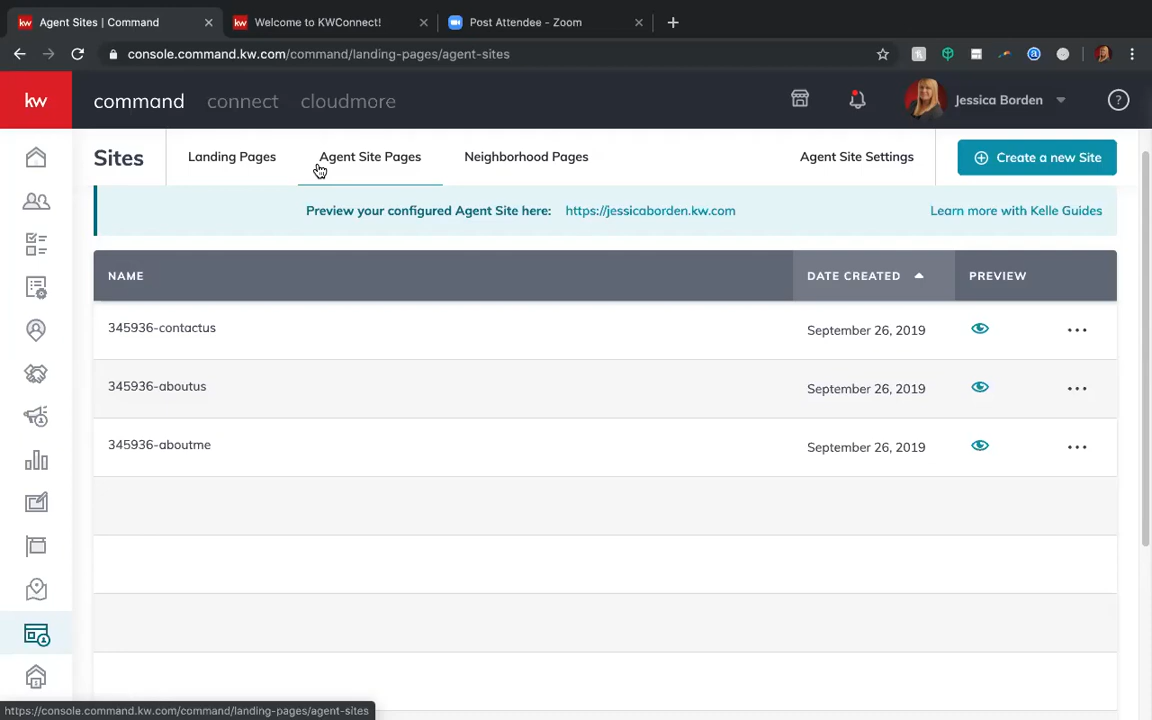 kw Agent Sites | Command
kw Welcome to KWConnect!
Post Attendee - Zoom
console.command.kw.com/command/landing-pages/agent-sites
kw command connect cloudmore Jessica Borden ?
Sites Landing Pages Agent Site Pages Neighborhood Pages Agent Site Settings Create a new Site
Preview your configured Agent Site here: https://jessicaborden.kw.com Learn more with Kelle Guides
NAME DATE CREATED PREVIEW
345936-contactus September 26, 2019
345936-aboutus September 26, 2019
345936-aboutme September 26, 2019
https://console.command.kw.com/command/landing-pages/agent-sites